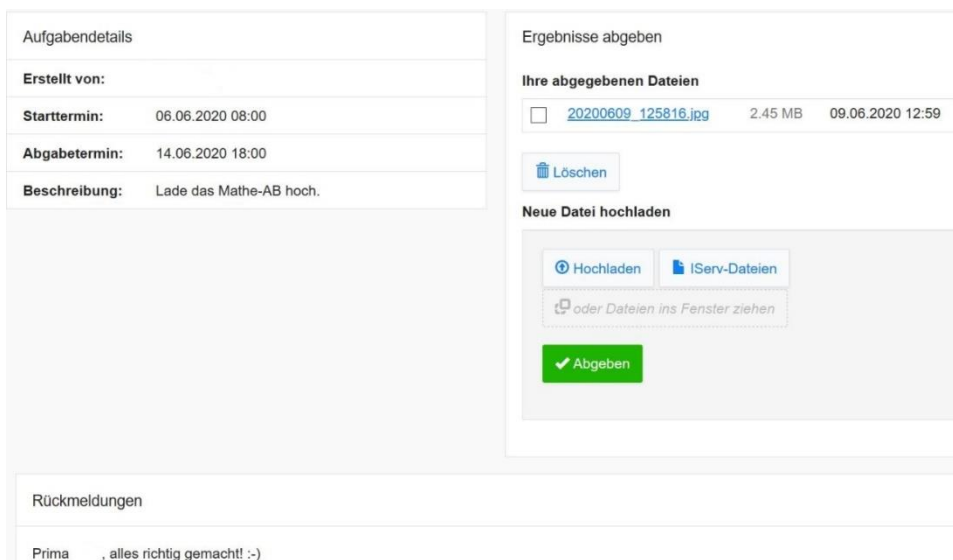 Aufgabendetails
Erstellt von:
Starttermin: 06.06.2020 08:00
Abgabetermin: 14.06.2020 18:00
Beschreibung: Lade das Mathe-AB hoch.
Ergebnisse abgeben
Ihre abgegebenen Dateien
20200609_125816.jpg 2.45 MB 09.06.2020 12:59
Löschen
Neue Datei hochladen
Hochladen IServ-Dateien
oder Dateien ins Fenster ziehen
Abgeben
Rückmeldungen
Prima , alles richtig gemacht! :-)